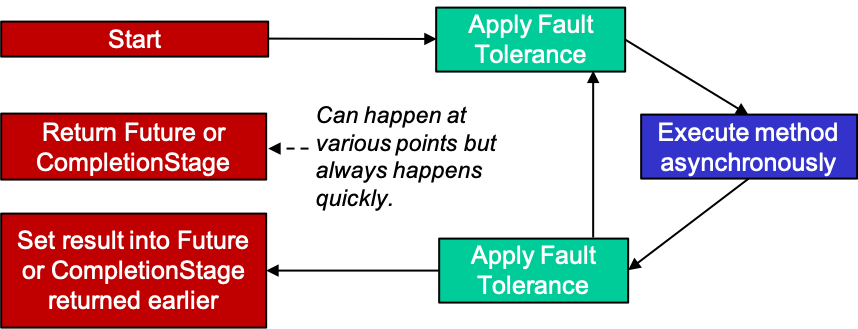 Start
Apply Fault
Tolerance
Return Future or
CompletionStage
Can happen at
various points but
always happens
quickly.
Execute method
asynchronously
Set result into Future
or CompletionStage
returned earlier
Apply Fault
Tolerance